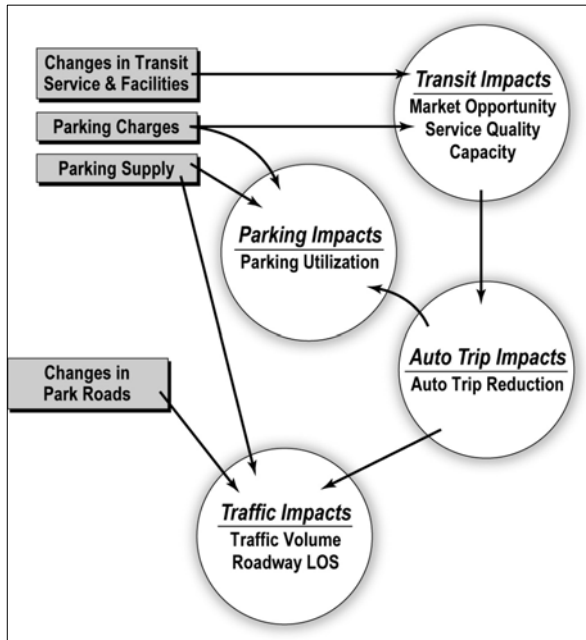 Changes in Transit
Service & Facilities
Parking Charges
Parking Supply
Transit Impacts
Market Opportunity
Service Quality
Capacity
Parking Impacts
Parking Utilization
Auto Trip Impacts
Auto Trip Reduction
Changes in
Park Roads
Traffic Impacts
Traffic Volume
Roadway LOS